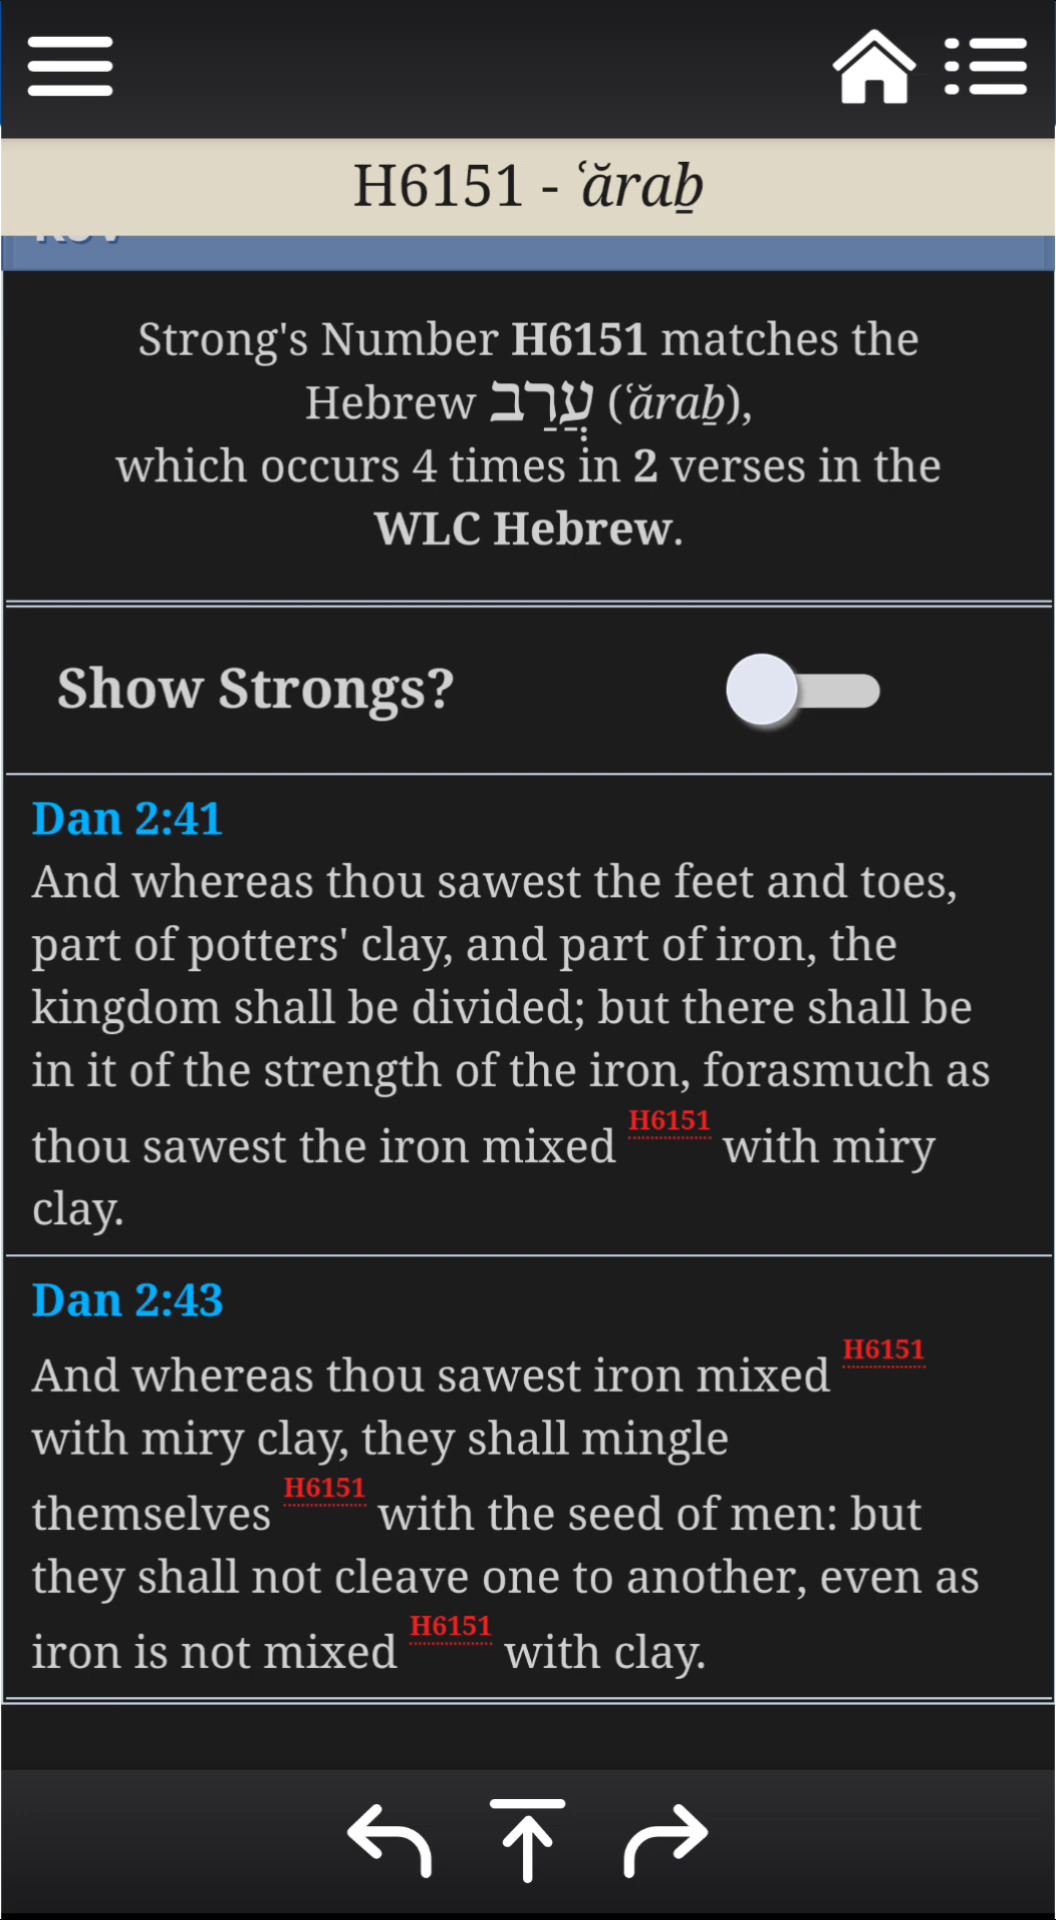 H6151 - ʿăraḇ
Strong's Number H6151 matches the
Hebrew עֲרַב (ʿăraḇ),
which occurs 4 times in 2 verses in the
WLC Hebrew.
Show Strongs?
Dan 2:41
And whereas thou sawest the feet and toes,
part of potters' clay, and part of iron, the
kingdom shall be divided; but there shall be
in it of the strength of the iron, forasmuch as
thou sawest the iron mixed H6151 with miry
clay.
Dan 2:43
And whereas thou sawest iron mixed H6151
with miry clay, they shall mingle
themselves H6151 with the seed of men: but
they shall not cleave one to another, even as
iron is not mixed H6151 with clay.